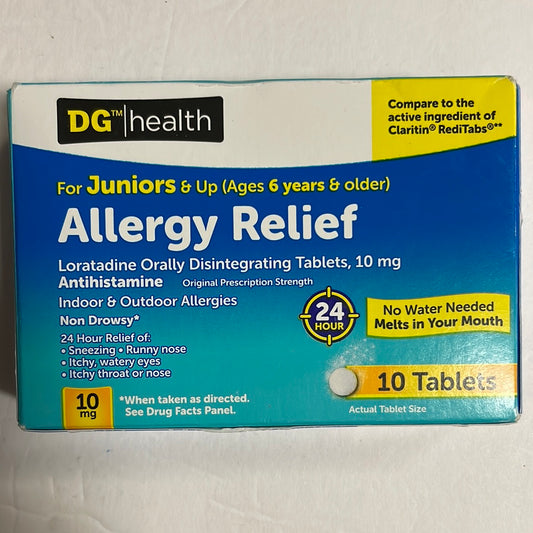 DG™|health
Compare to the
active ingredient of
Claritin® RediTabs®**
For Juniors & Up (Ages 6 years & older)
Allergy Relief
Loratadine Orally Disintegrating Tablets, 10 mg
Antihistamine Original Prescription Strength
Indoor & Outdoor Allergies
Non Drowsy*
24 Hour Relief of:
• Sneezing • Runny nose
• Itchy, watery eyes
• Itchy throat or nose
24
HOUR
No Water Needed
Melts in Your Mouth
10 Tablets
Actual Tablet Size
10
mg
*When taken as directed.
See Drug Facts Panel.